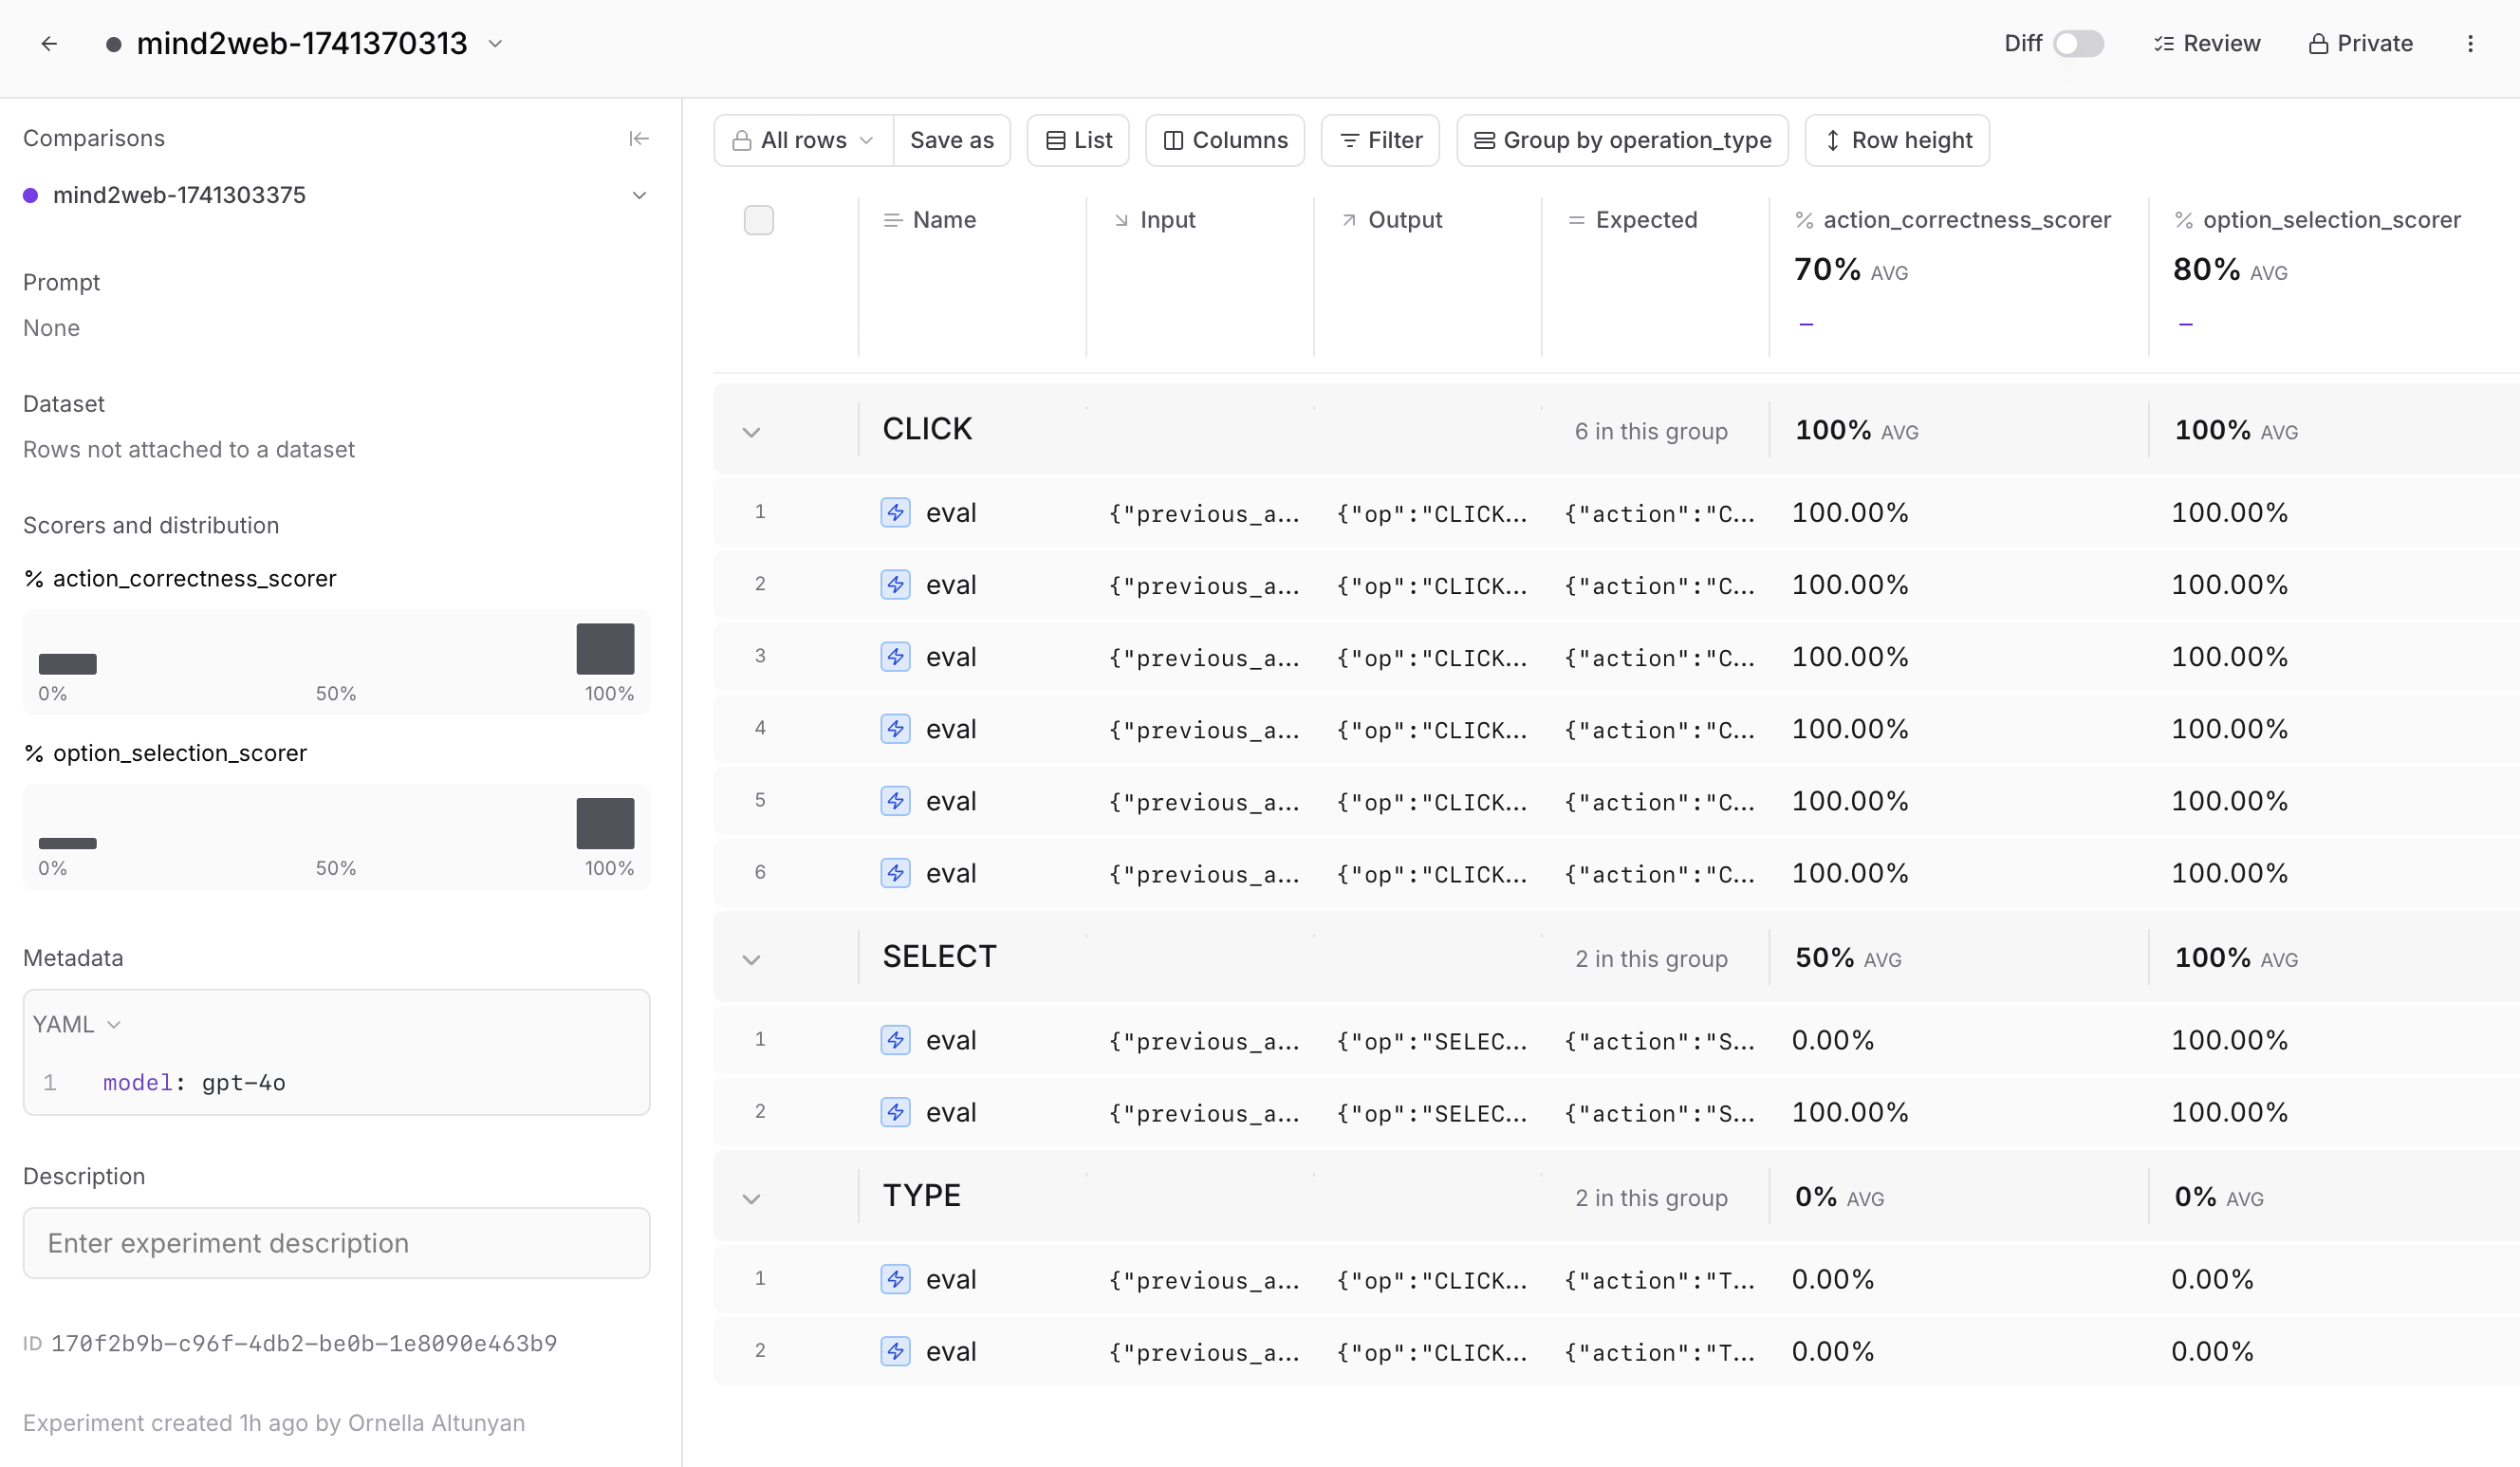 mind2web-1741370313
Diff
Review
Private
Comparisons
mind2web-1741303375
Prompt
None
Dataset
Rows not attached to a dataset
Scorers and distribution
% action_correctness_scorer
0% 50% 100%
% option_selection_scorer
0% 50% 100%
Metadata
YAML
1 model: gpt-4o
Description
Enter experiment description
ID 170f2b9b-c96f-4db2-be0b-1e8090e463b9
Experiment created 1h ago by Ornella Altunyan
All rows Save as List Columns Filter Group by operation_type Row height
Name Input Output = Expected % action_correctness_scorer % option_selection_scorer
70% AVG 80% AVG
– –
CLICK 6 in this group 100% AVG 100% AVG
1 eval {"previous_a... {"op":"CLICK... {"action":"C... 100.00% 100.00%
2 eval {"previous_a... {"op":"CLICK... {"action":"C... 100.00% 100.00%
3 eval {"previous_a... {"op":"CLICK... {"action":"C... 100.00% 100.00%
4 eval {"previous_a... {"op":"CLICK... {"action":"C... 100.00% 100.00%
5 eval {"previous_a... {"op":"CLICK... {"action":"C... 100.00% 100.00%
6 eval {"previous_a... {"op":"CLICK... {"action":"C... 100.00% 100.00%
SELECT 2 in this group 50% AVG 100% AVG
1 eval {"previous_a... {"op":"SELEC... {"action":"S... 0.00% 100.00%
2 eval {"previous_a... {"op":"SELEC... {"action":"S... 100.00% 100.00%
TYPE 2 in this group 0% AVG 0% AVG
1 eval {"previous_a... {"op":"CLICK... {"action":"T... 0.00% 0.00%
2 eval {"previous_a... {"op":"CLICK... {"action":"T... 0.00% 0.00%